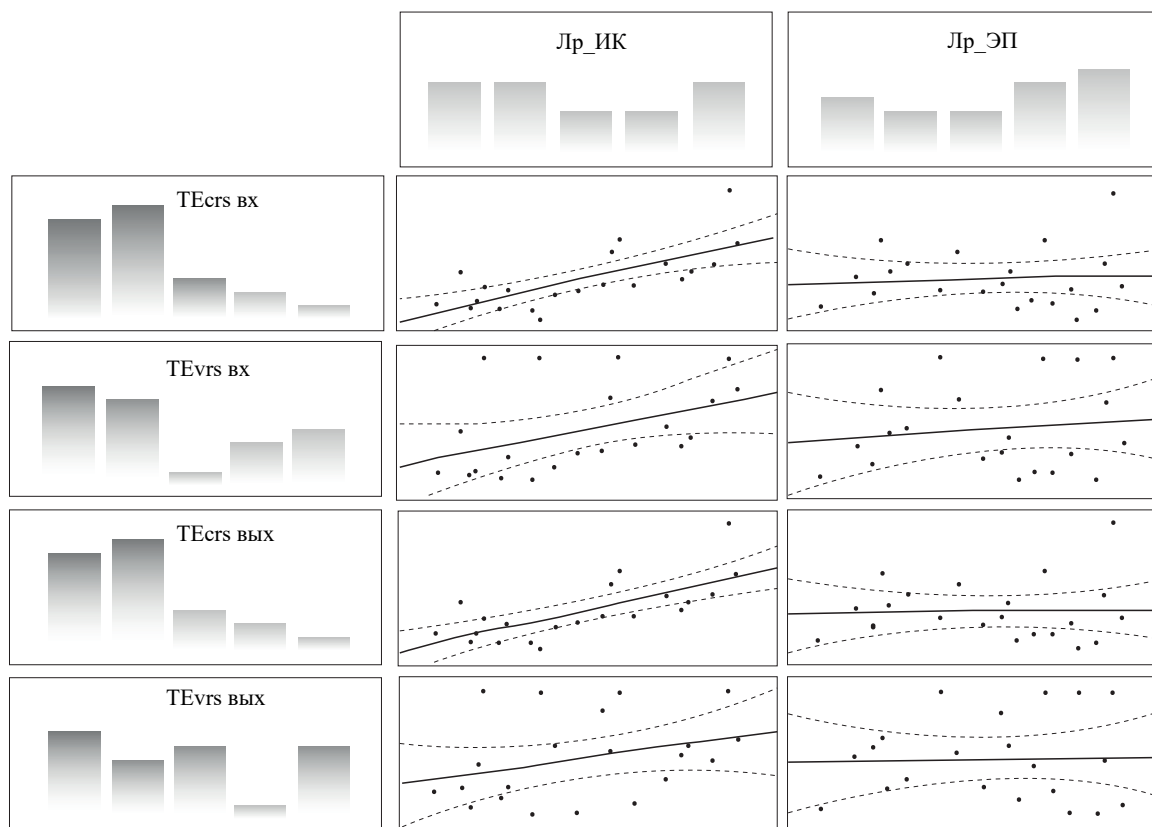 Лр_ИК
Лр_ЭП
TEcrs вх
TEvrs вх
TEcrs вых
TEvrs вых